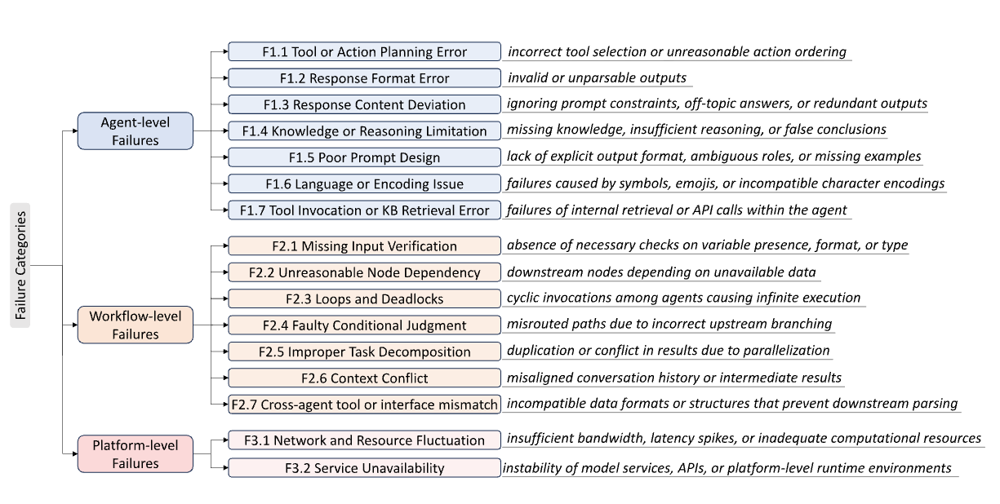 Failure Categories
Agent-level
Failures
F1.1 Tool or Action Planning Error
incorrect tool selection or unreasonable action ordering
F1.2 Response Format Error
invalid or unparsable outputs
F1.3 Response Content Deviation
ignoring prompt constraints, off-topic answers, or redundant outputs
F1.4 Knowledge or Reasoning Limitation
missing knowledge, insufficient reasoning, or false conclusions
F1.5 Poor Prompt Design
lack of explicit output format, ambiguous roles, or missing examples
F1.6 Language or Encoding Issue
failures caused by symbols, emojis, or incompatible character encodings
F1.7 Tool Invocation or KB Retrieval Error
failures of internal retrieval or API calls within the agent
Workflow-level
Failures
F2.1 Missing Input Verification
absence of necessary checks on variable presence, format, or type
F2.2 Unreasonable Node Dependency
downstream nodes depending on unavailable data
F2.3 Loops and Deadlocks
cyclic invocations among agents causing infinite execution
F2.4 Faulty Conditional Judgment
misrouted paths due to incorrect upstream branching
F2.5 Improper Task Decomposition
duplication or conflict in results due to parallelization
F2.6 Context Conflict
misaligned conversation history or intermediate results
F2.7 Cross-agent tool or interface mismatch
incompatible data formats or structures that prevent downstream parsing
Platform-level
Failures
F3.1 Network and Resource Fluctuation
insufficient bandwidth, latency spikes, or inadequate computational resources
F3.2 Service Unavailability
instability of model services, APIs, or platform-level runtime environments